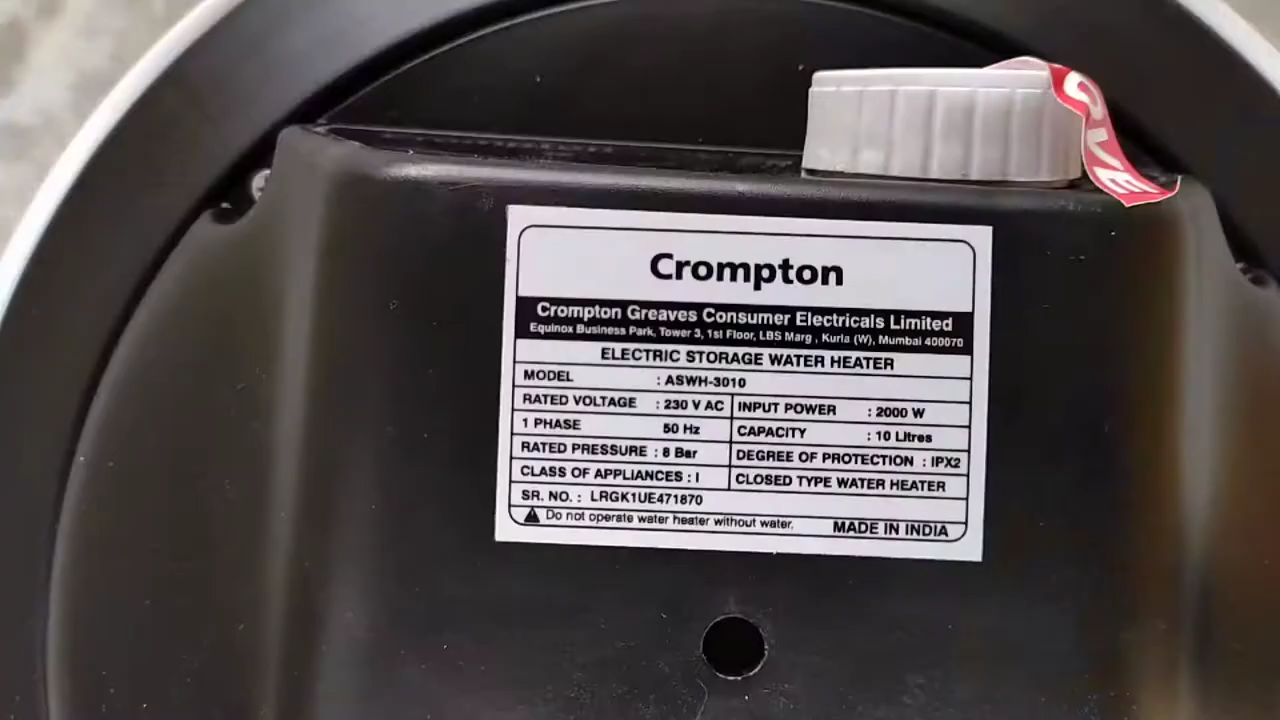 OVE
Crompton
Crompton Greaves Consumer Electricals Limited
Equinox Business Park, Tower 3, 1st Floor, LBS Marg , Kurla (W), Mumbai 400070
ELECTRIC STORAGE WATER HEATER
MODEL : ASWH-3010
RATED VOLTAGE : 230 V AC INPUT POWER : 2000 W
1 PHASE 50 Hz CAPACITY : 10 Litres
RATED PRESSURE : 8 Bar DEGREE OF PROTECTION : IPX2
CLASS OF APPLIANCES : I CLOSED TYPE WATER HEATER
SR. NO. : LRGK1UE471870
Do not operate water heater without water. MADE IN INDIA